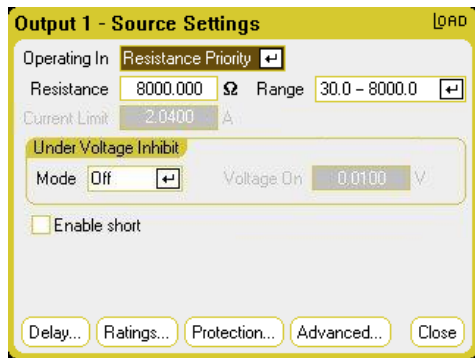 Output 1 - Source Settings LOAD
Operating In Resistance Priority
Resistance 8000.000 Ω Range 30.0 – 8000.0
Current Limit 2.0400 A
Under Voltage Inhibit
Mode Off Voltage On 0.0100 V
Enable short
Delay... Ratings... Protection... Advanced... Close